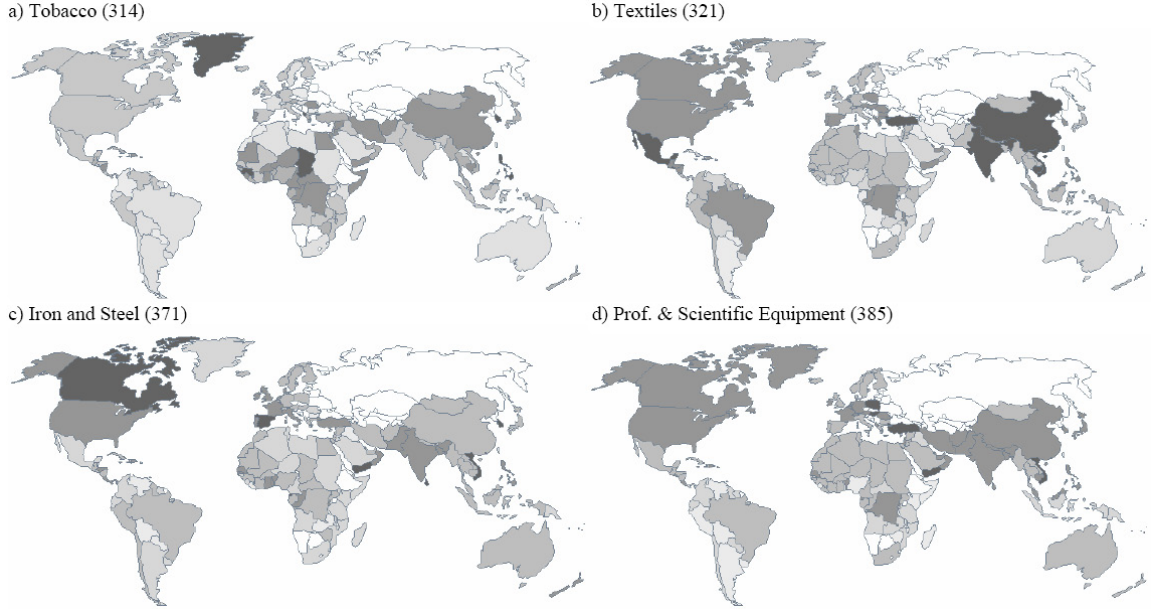 a) Tobacco (314)
b) Textiles (321)
c) Iron and Steel (371)
d) Prof. & Scientific Equipment (385)